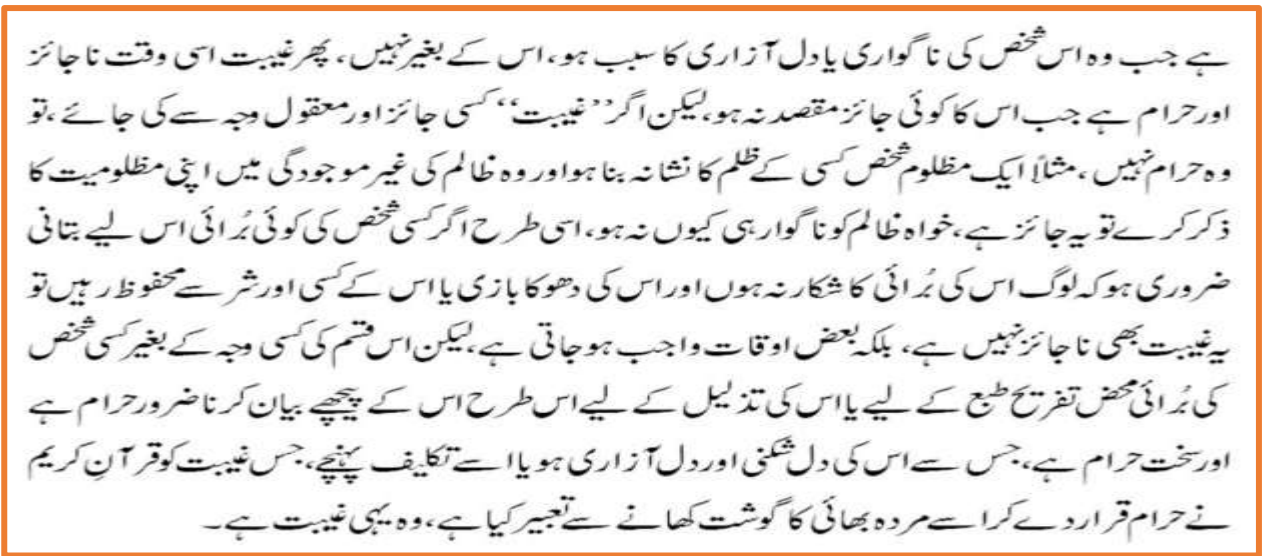 ہے جب وہ اس شخص کی ناگواری یا دل آزاری کا سبب ہو، اس کے بغیر نہیں، پھر غیبت اسی وقت ناجائز
اور حرام ہے جب اس کا کوئی جائز مقصد نہ ہو، لیکن اگر ’’غیبت‘‘ کسی جائز اور معقول وجہ سے کی جائے، تو
وہ حرام نہیں، مثلاً ایک مظلوم شخص کسی کے ظلم کا نشانہ بنا ہو اور وہ ظالم کی غیر موجودگی میں اپنی مظلومیت کا
ذکر کرے تو یہ جائز ہے، خواہ ظالم کو ناگوار ہی کیوں نہ ہو، اسی طرح اگر کسی شخص کی کوئی بُرائی اس لیے بتانی
ضروری ہو کہ لوگ اس کی بُرائی کا شکار نہ ہوں اور اس کی دھوکا بازی یا اس کے کسی اور شر سے محفوظ رہیں تو
یہ غیبت بھی ناجائز نہیں ہے، بلکہ بعض اوقات واجب ہو جاتی ہے، لیکن اس قسم کی کسی وجہ کے بغیر کسی شخص
کی بُرائی محض تفریح طبع کے لیے یا اس کی تذلیل کے لیے اس طرح اس کے پیچھے بیان کرنا ضرور حرام ہے
اور سخت حرام ہے، جس سے اس کی دل شکنی اور دل آزاری ہو یا اسے تکلیف پہنچے، جس غیبت کو قرآنِ کریم
نے حرام قرار دے کر اسے مردہ بھائی کا گوشت کھانے سے تعبیر کیا ہے، وہ یہی غیبت ہے۔